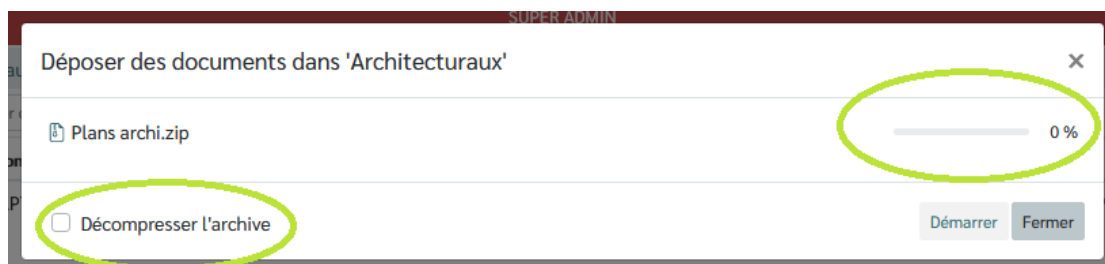 SUPER ADMIN
Déposer des documents dans 'Architecturaux'
×
Plans archi.zip
0 %
Décompresser l'archive
Démarrer Fermer